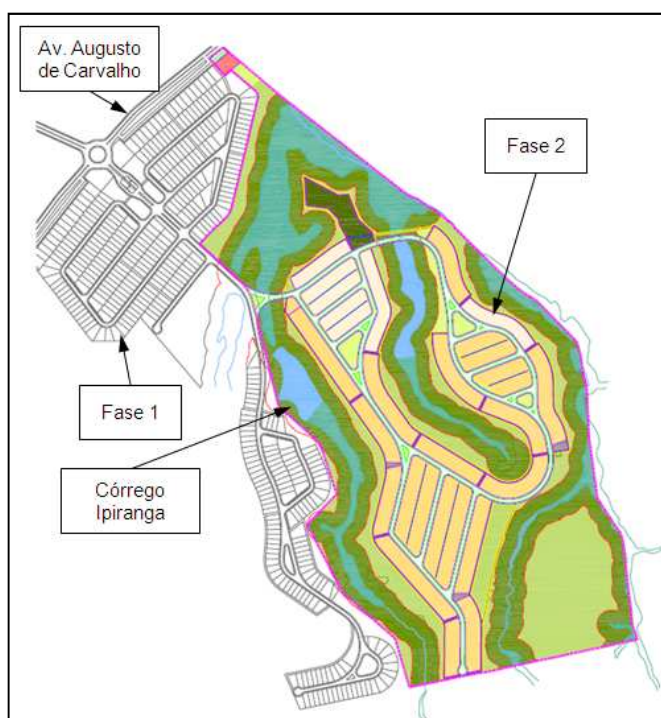 Av. Augusto
de Carvalho
Fase 2
Fase 1
Córrego
Ipiranga